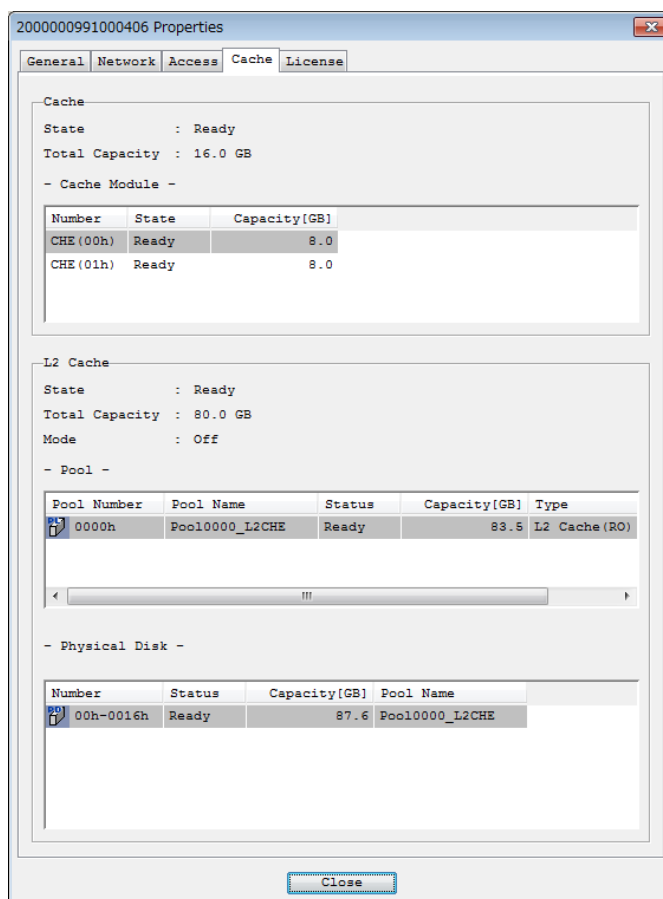 2000000991000406 Properties
General Network Access Cache License
Cache
State : Ready
Total Capacity : 16.0 GB
- Cache Module -
Number State Capacity[GB]
CHE(00h) Ready 8.0
CHE(01h) Ready 8.0
L2 Cache
State : Ready
Total Capacity : 80.0 GB
Mode : Off
- Pool -
Pool Number Pool Name Status Capacity[GB] Type
0000h Pool0000_L2CHE Ready 83.5 L2 Cache(RO)
- Physical Disk -
Number Status Capacity[GB] Pool Name
PD 00h-0016h Ready 87.6 Pool0000_L2CHE
Close